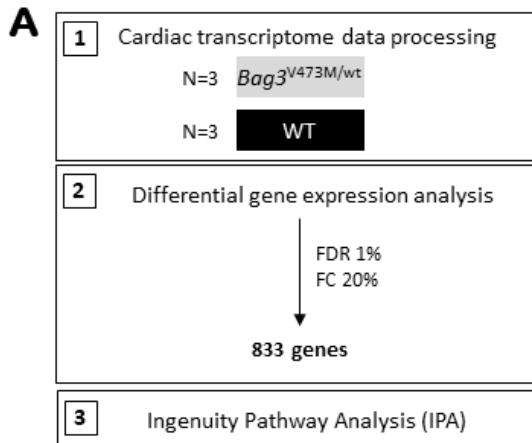 A
1 Cardiac transcriptome data processing
N=3 Bag3V473M/wt
N=3 WT
2 Differential gene expression analysis
FDR 1%
FC 20%
833 genes
3 Ingenuity Pathway Analysis (IPA)